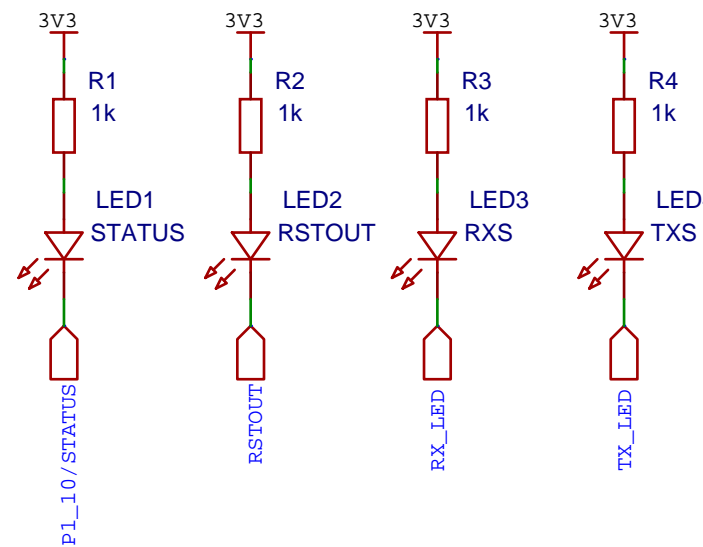 3V3
R1
1k
LED1
STATUS
P1_10/STATUS
3V3
R2
1k
LED2
RSTOUT
RSTOUT
3V3
R3
1k
LED3
RXS
RX_LED
3V3
R4
1k
LED
TXS
TX_LED